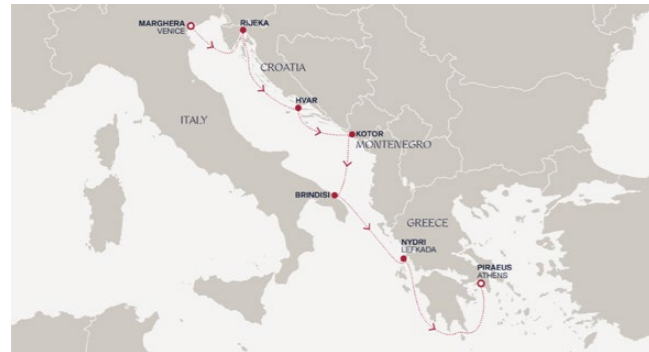 MARGHERA
VENICE
RIJEKA
CROATIA
HVAR
ITALY
KOTOR
MONTENEGRO
BRINDISI
GREECE
NYDRI
LEFKADA
PIRAEUS
ATHENS